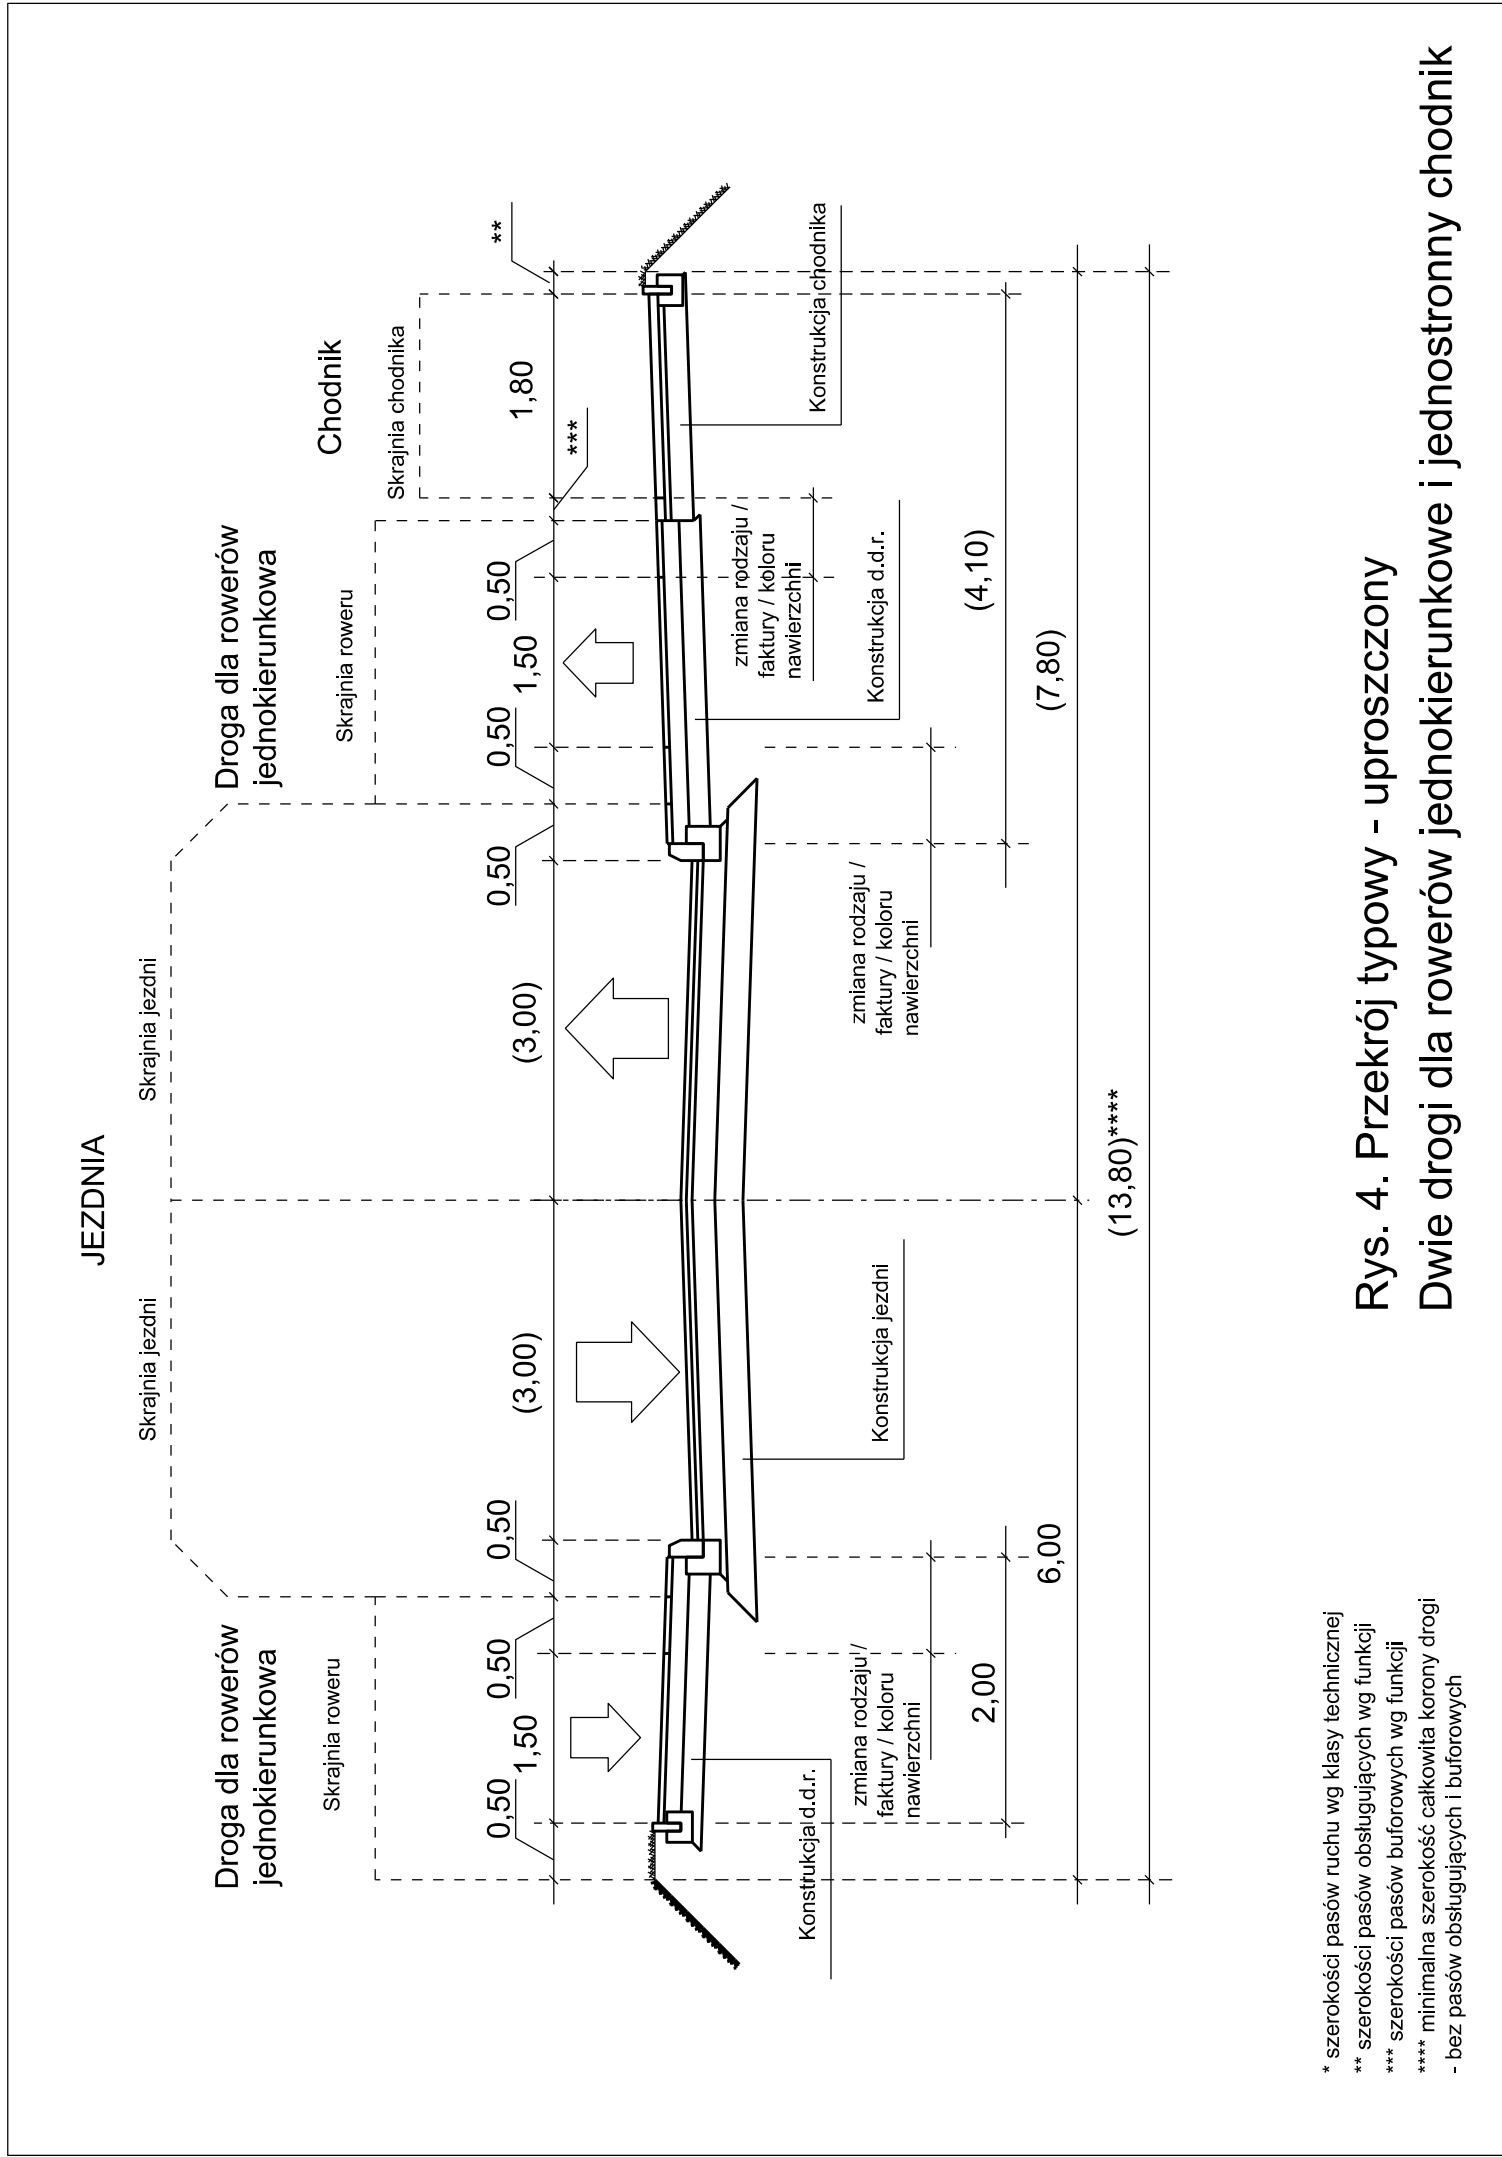 JEZDNIA
Skrajnia jezdni
Skrajnia jezdni
Droga dla rowerów
jednokierunkowa
Droga dla rowerów
jednokierunkowa
Chodnik
Skrajnia roweru
Skrajnia roweru
Skrajnia chodnika
0,50
1,50
0,50
0,50
(3,00)
(3,00)
0,50
0,50
1,50
0,50
***
1,80
**
Konstrukcja d.d.r.
zmiana rodzaju /
faktury / koloru
nawierzchni
Konstrukcja jezdni
zmiana rodzaju /
faktury / koloru
nawierzchni
Konstrukcja d.d.r.
zmiana rodzaju /
faktury / koloru
nawierzchni
Konstrukcja chodnika
2,00
(4,10)
6,00
(7,80)
(13,80)****
* szerokości pasów ruchu wg klasy technicznej
** szerokości pasów obsługujących wg funkcji
*** szerokości pasów buforowych wg funkcji
**** minimalna szerokość całkowita korony drogi
- bez pasów obsługujących i buforowych
Rys. 4. Przekrój typowy - uproszczony
Dwie drogi dla rowerów jednokierunkowe i jednostronny chodnik